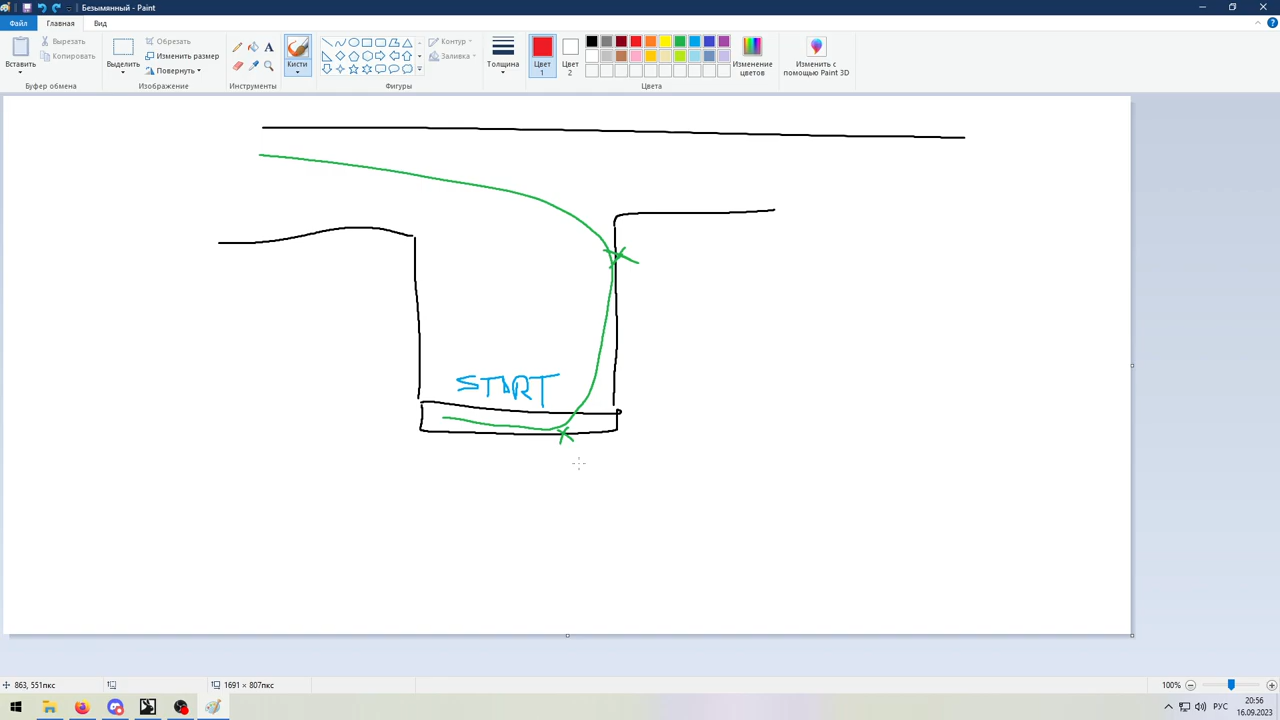 Безымянный - Paint
Файл
Главная
Вид
Вставить
Вырезать
Копировать
Буфер обмена
Выделить
Обрезать
Изменить размер
Повернуть
Изображение
Инструменты
Кисти
Контур
Заливка
Фигуры
Толщина
Цвет
1
Цвет
2
Изменение
цветов
Цвета
Изменить с
помощью Paint 3D
START
863, 551пкс
1691 × 807пкс
100%
РУС
20:56
16.09.2023